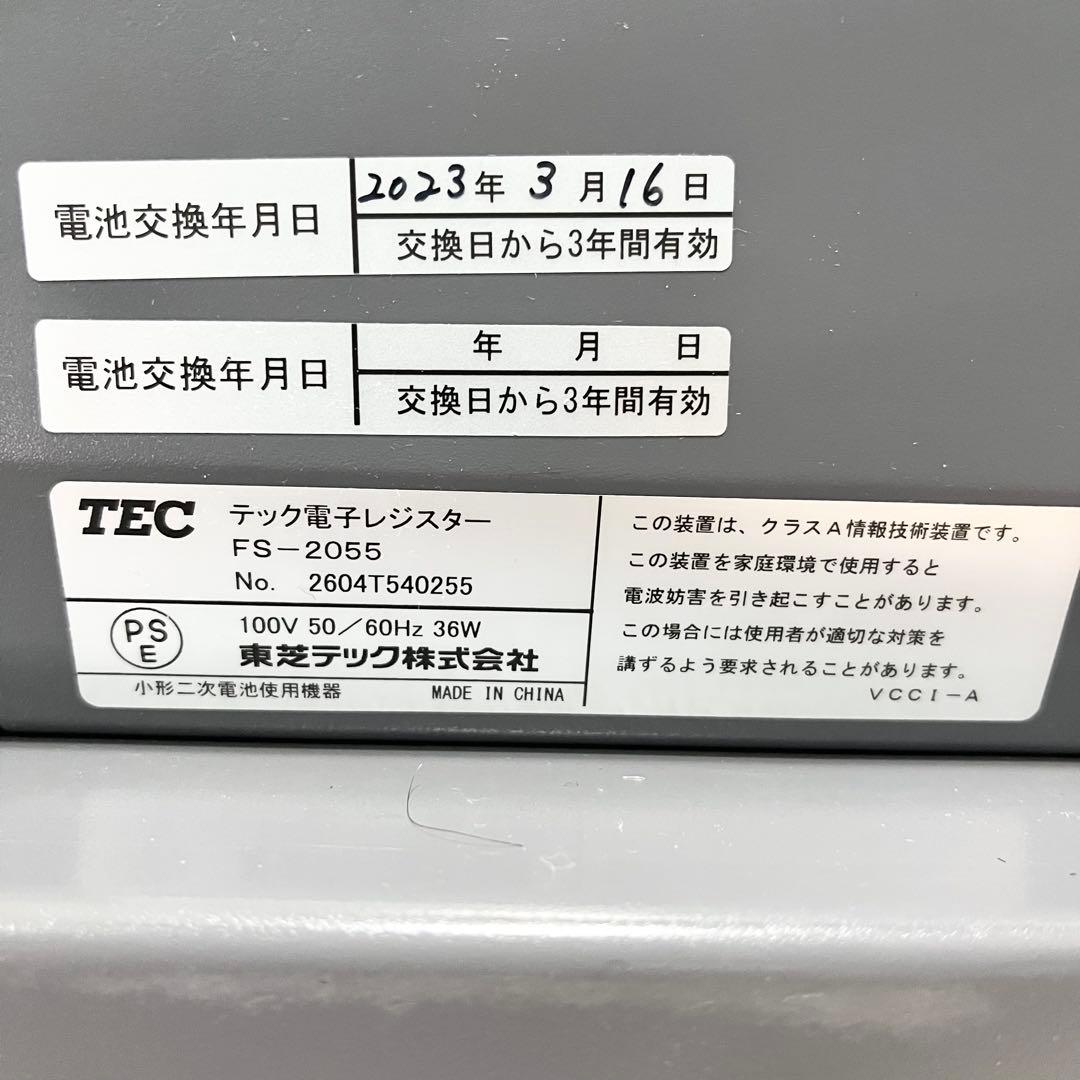 電池交換年月日
2023年 3月16日
交換日から3年間有効
電池交換年月日
年 月 日
交換日から3年間有効
TEC テック電子レジスター
FS-2055
No. 2604T540255
PSE
100V 50/60Hz 36W
東芝テック株式会社
小形二次電池使用機器 MADE IN CHINA
この装置は、クラスA情報技術装置です。
この装置を家庭環境で使用すると
電波妨害を引き起こすことがあります。
この場合には使用者が適切な対策を
講ずるよう要求されることがあります。
VCCI-A